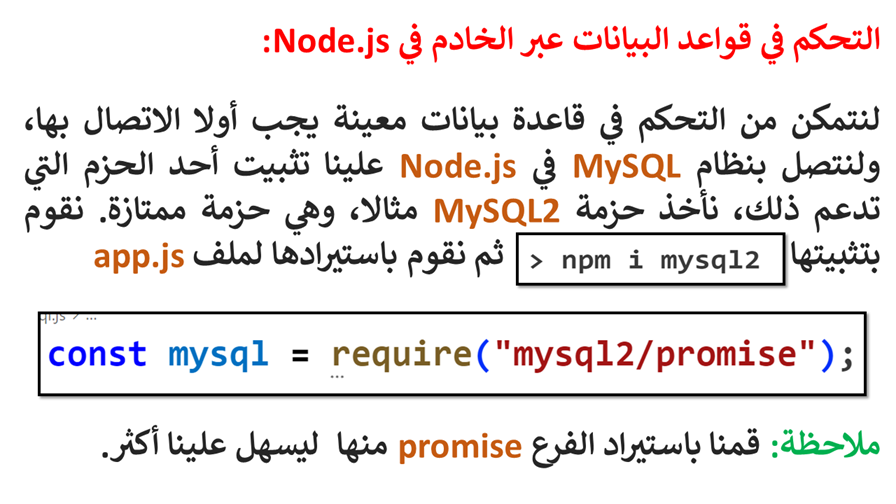 التحكم في قواعد البيانات عبر الخادم في Node.js:
لنتمكن من التحكم في قاعدة بيانات معينة يجب أولا الاتصال بها،
ولنتصل بنظام MySQL في Node.js علينا تثبيت أحد الحزم التي
تدعم ذلك، نأخذ حزمة MySQL2 مثالا، وهي حزمة ممتازة. نقوم
بتثبيتها > npm i mysql2 ثم نقوم باستيرادها لملف app.js
const mysql = require("mysql2/promise");
ملاحظة: قمنا باستيراد الفرع promise منها ليسهل علينا أكثر.